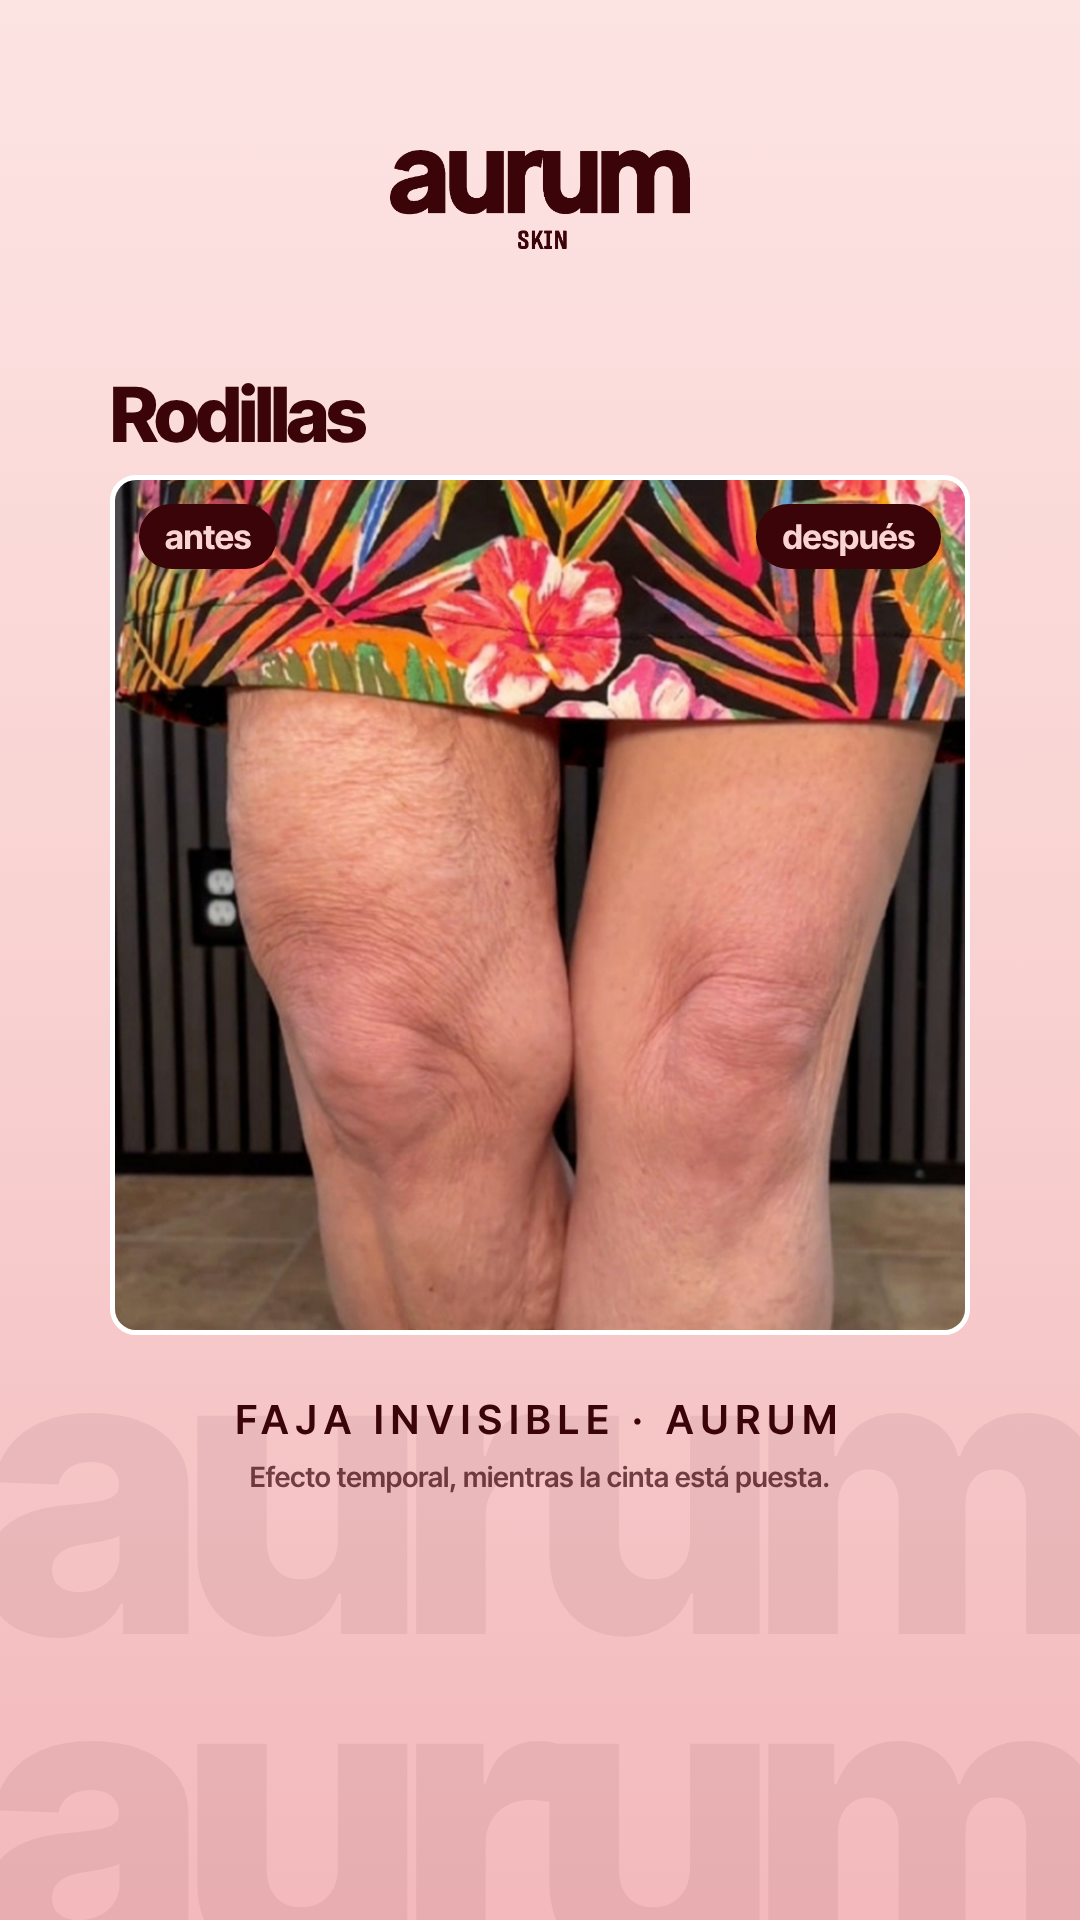 aurum
SKIN
Rodillas
antes
después
FAJA INVISIBLE · AURUM
Efecto temporal, mientras la cinta está puesta.
aurum
aurum